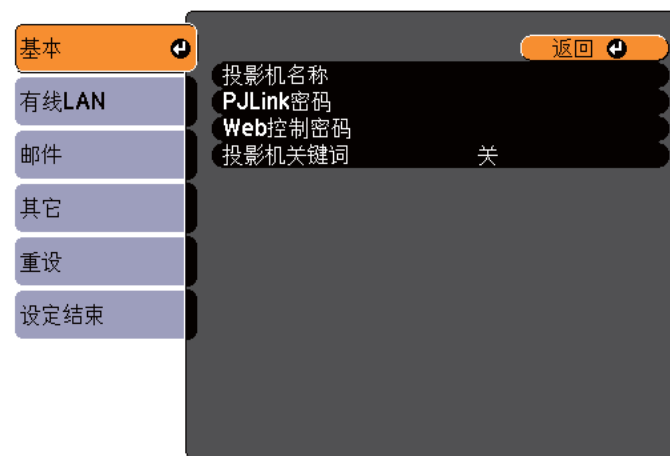 基本
有线LAN
邮件
其它
重设
设定结束
返回
投影机名称
PJLink密码
Web控制密码
投影机关键词 关